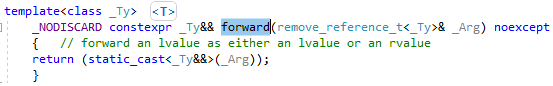 template<class _Ty> <T>
_NODISCARD constexpr _Ty&& forward(remove_reference_t<_Ty>& _Arg) noexcept
{ // forward an lvalue as either an lvalue or an rvalue
return (static_cast<_Ty&&>(_Arg));
}